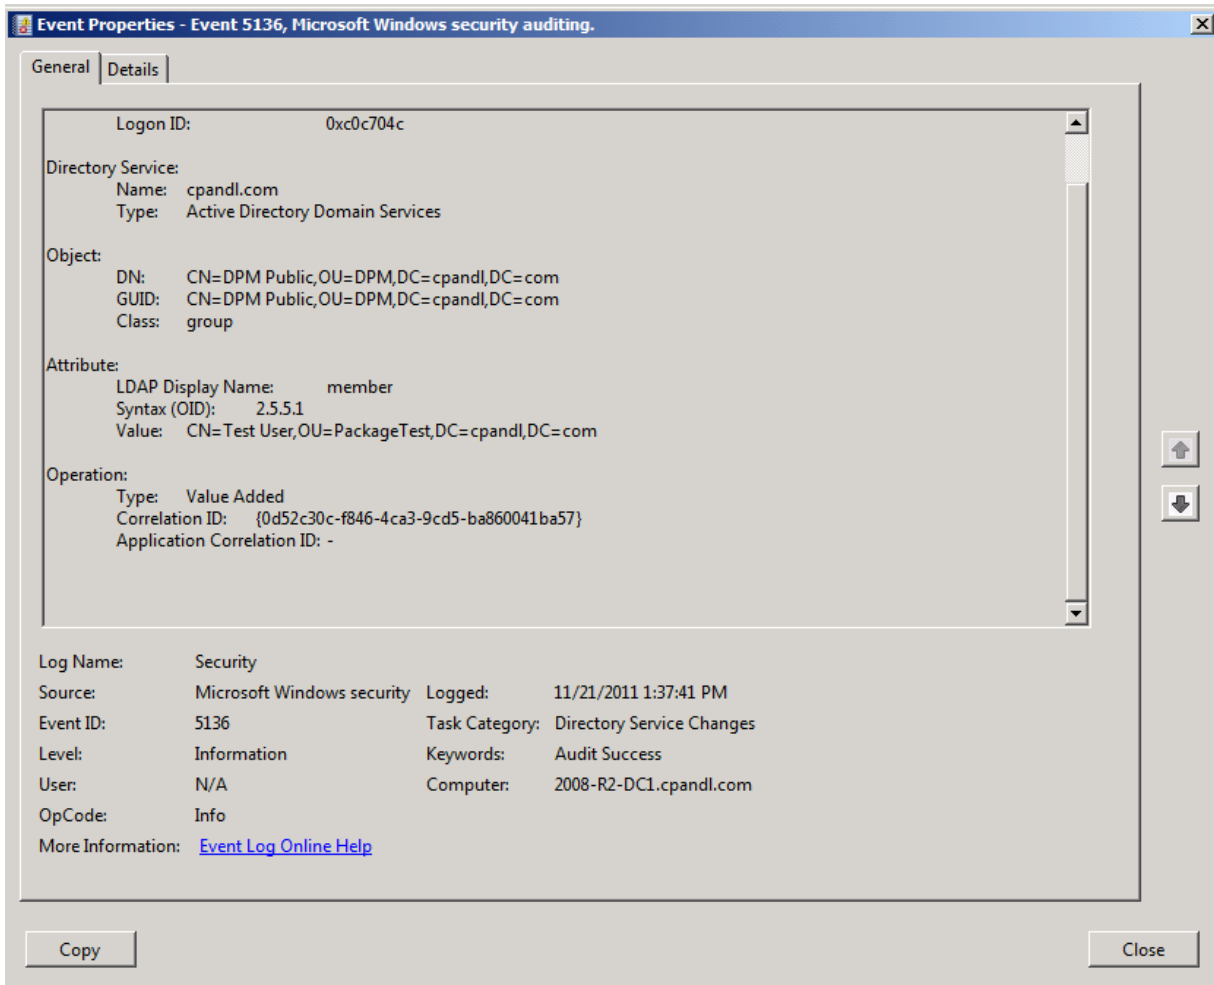 Event Properties - Event 5136, Microsoft Windows security auditing.
General Details
Logon ID: 0xc0c704c
Directory Service:
Name: cpandl.com
Type: Active Directory Domain Services
Object:
DN: CN=DPM Public,OU=DPM,DC=cpandl,DC=com
GUID: CN=DPM Public,OU=DPM,DC=cpandl,DC=com
Class: group
Attribute:
LDAP Display Name: member
Syntax (OID): 2.5.5.1
Value: CN=Test User,OU=PackageTest,DC=cpandl,DC=com
Operation:
Type: Value Added
Correlation ID: {0d52c30c-f846-4ca3-9cd5-ba860041ba57}
Application Correlation ID: -
Log Name: Security
Source: Microsoft Windows security Logged: 11/21/2011 1:37:41 PM
Event ID: 5136 Task Category: Directory Service Changes
Level: Information Keywords: Audit Success
User: N/A Computer: 2008-R2-DC1.cpandl.com
OpCode: Info
More Information: Event Log Online Help
Copy Close